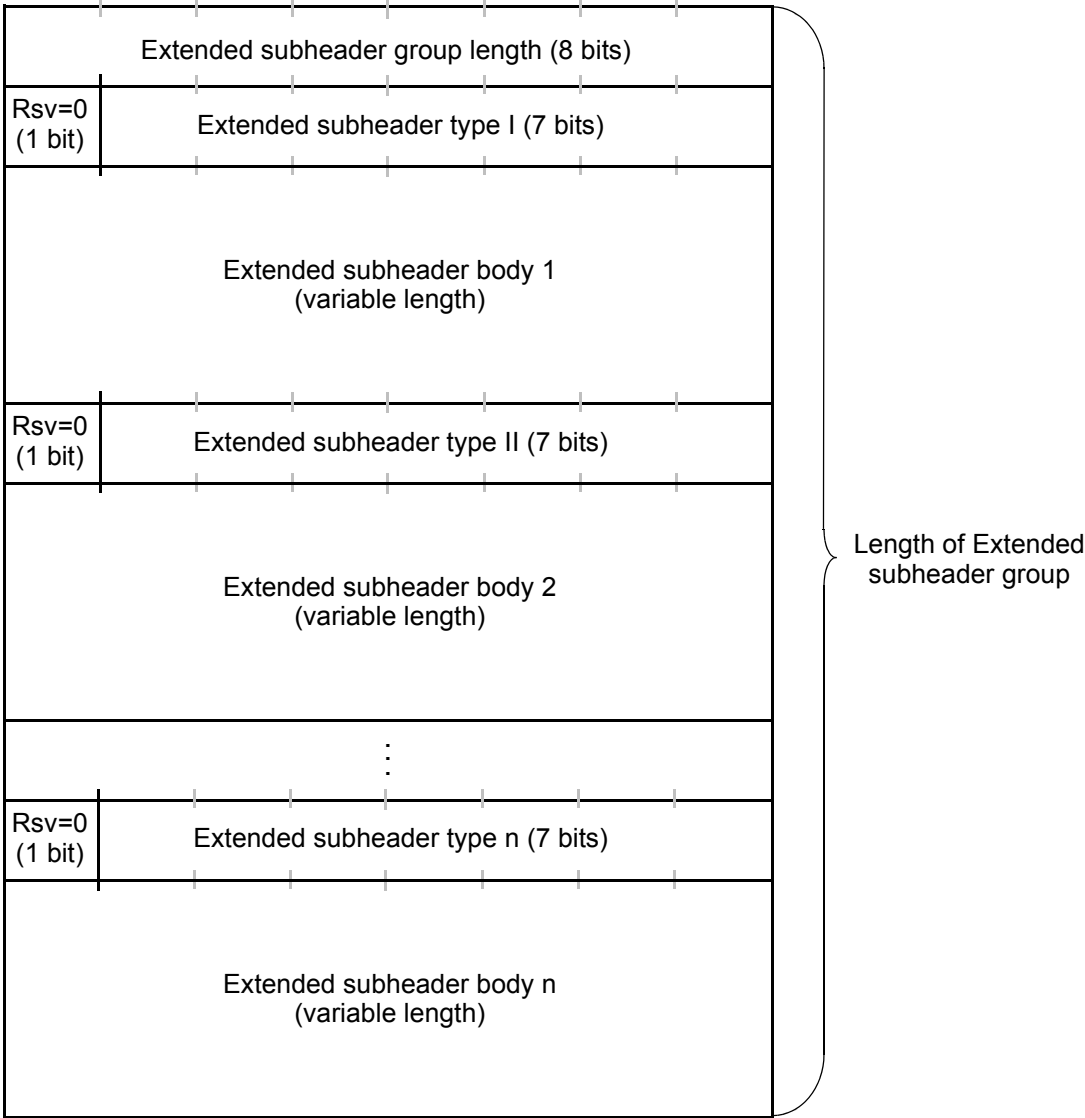 Extended subheader group length (8 bits)
Rsv=0
(1 bit)
Extended subheader type I (7 bits)
Extended subheader body 1
(variable length)
Rsv=0
(1 bit)
Extended subheader type II (7 bits)
Extended subheader body 2
(variable length)
Length of Extended
subheader group
⋮
Rsv=0
(1 bit)
Extended subheader type n (7 bits)
Extended subheader body n
(variable length)